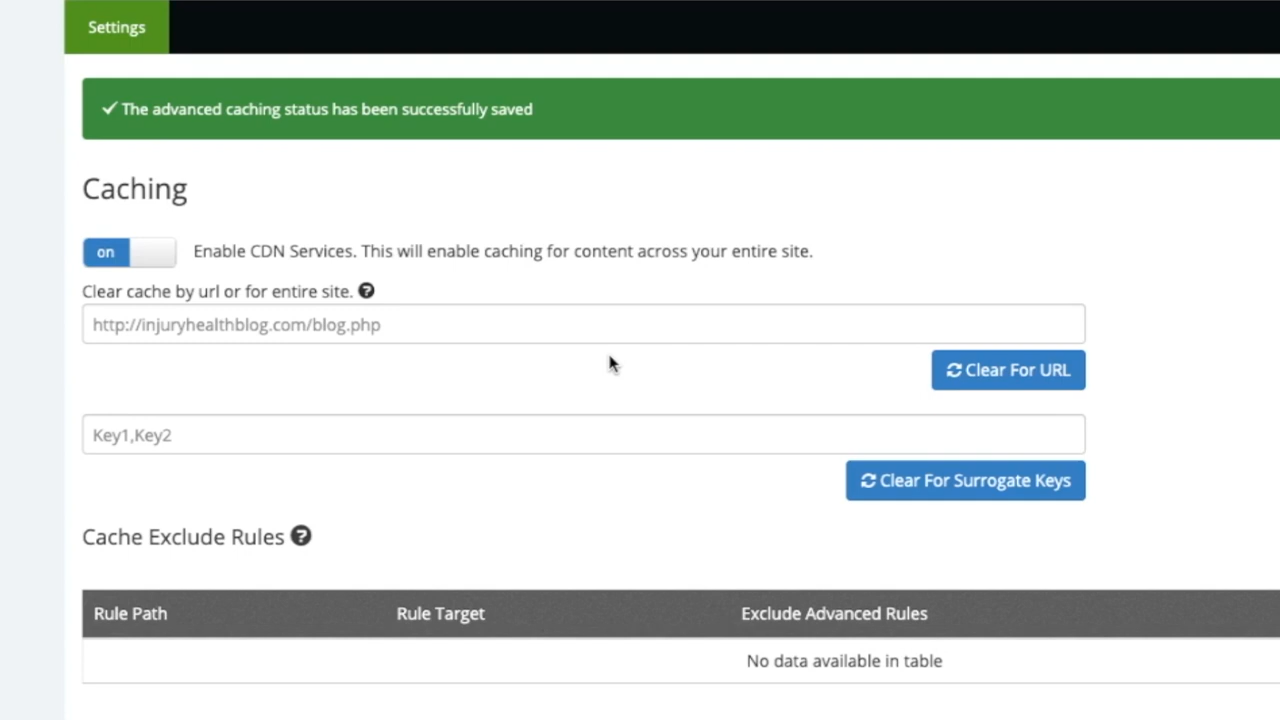 Settings
The advanced caching status has been successfully saved
Caching
on Enable CDN Services. This will enable caching for content across your entire site.
Clear cache by url or for entire site.
http://injuryhealthblog.com/blog.php
Clear For URL
Key1,Key2
Clear For Surrogate Keys
Cache Exclude Rules
Rule Path Rule Target Exclude Advanced Rules
No data available in table